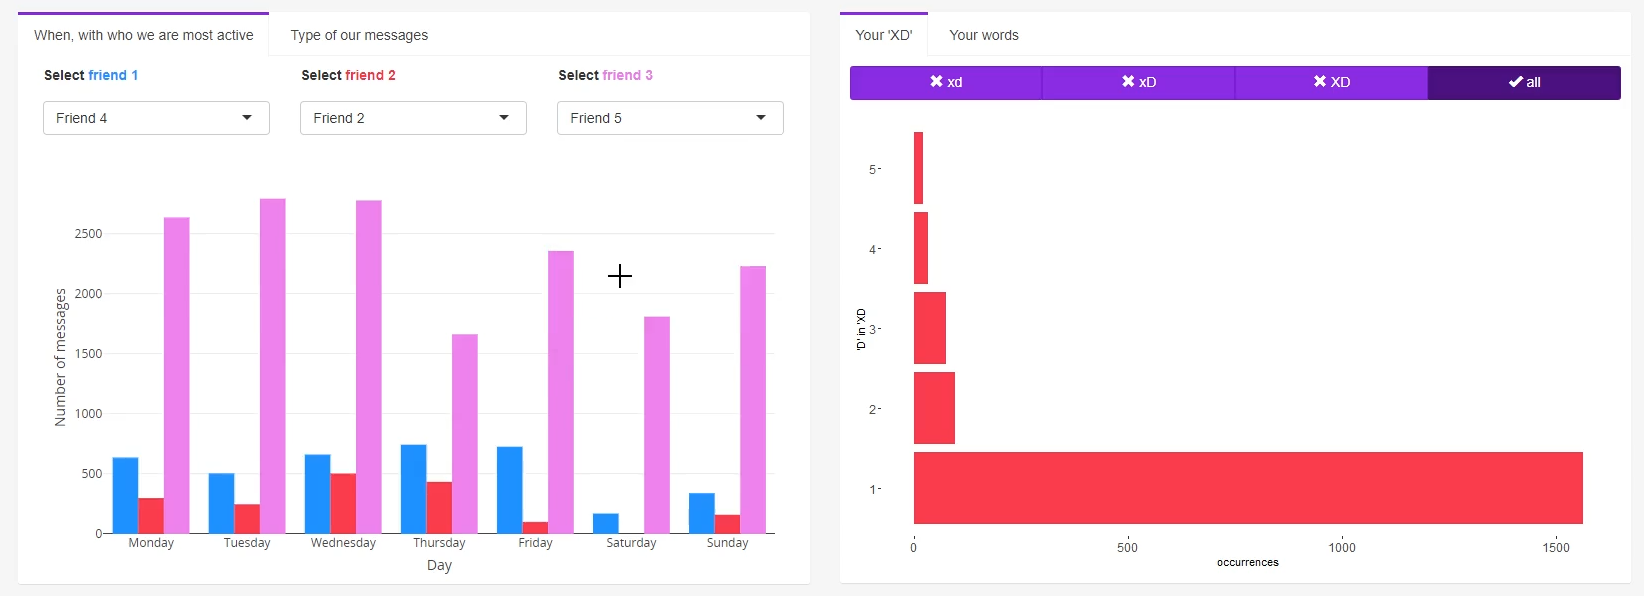 When, with who we are most active
Type of our messages
Select friend 1
Select friend 2
Select friend 3
Friend 4
Friend 2
Friend 5
Number of messages
2500
2000
1500
1000
500
0
Monday
Tuesday
Wednesday
Thursday
Friday
Saturday
Sunday
Day
Your 'XD'
Your words
xd
xD
XD
all
'D' in 'XD
5
4
3
2
1
0
500
1000
1500
occurrences